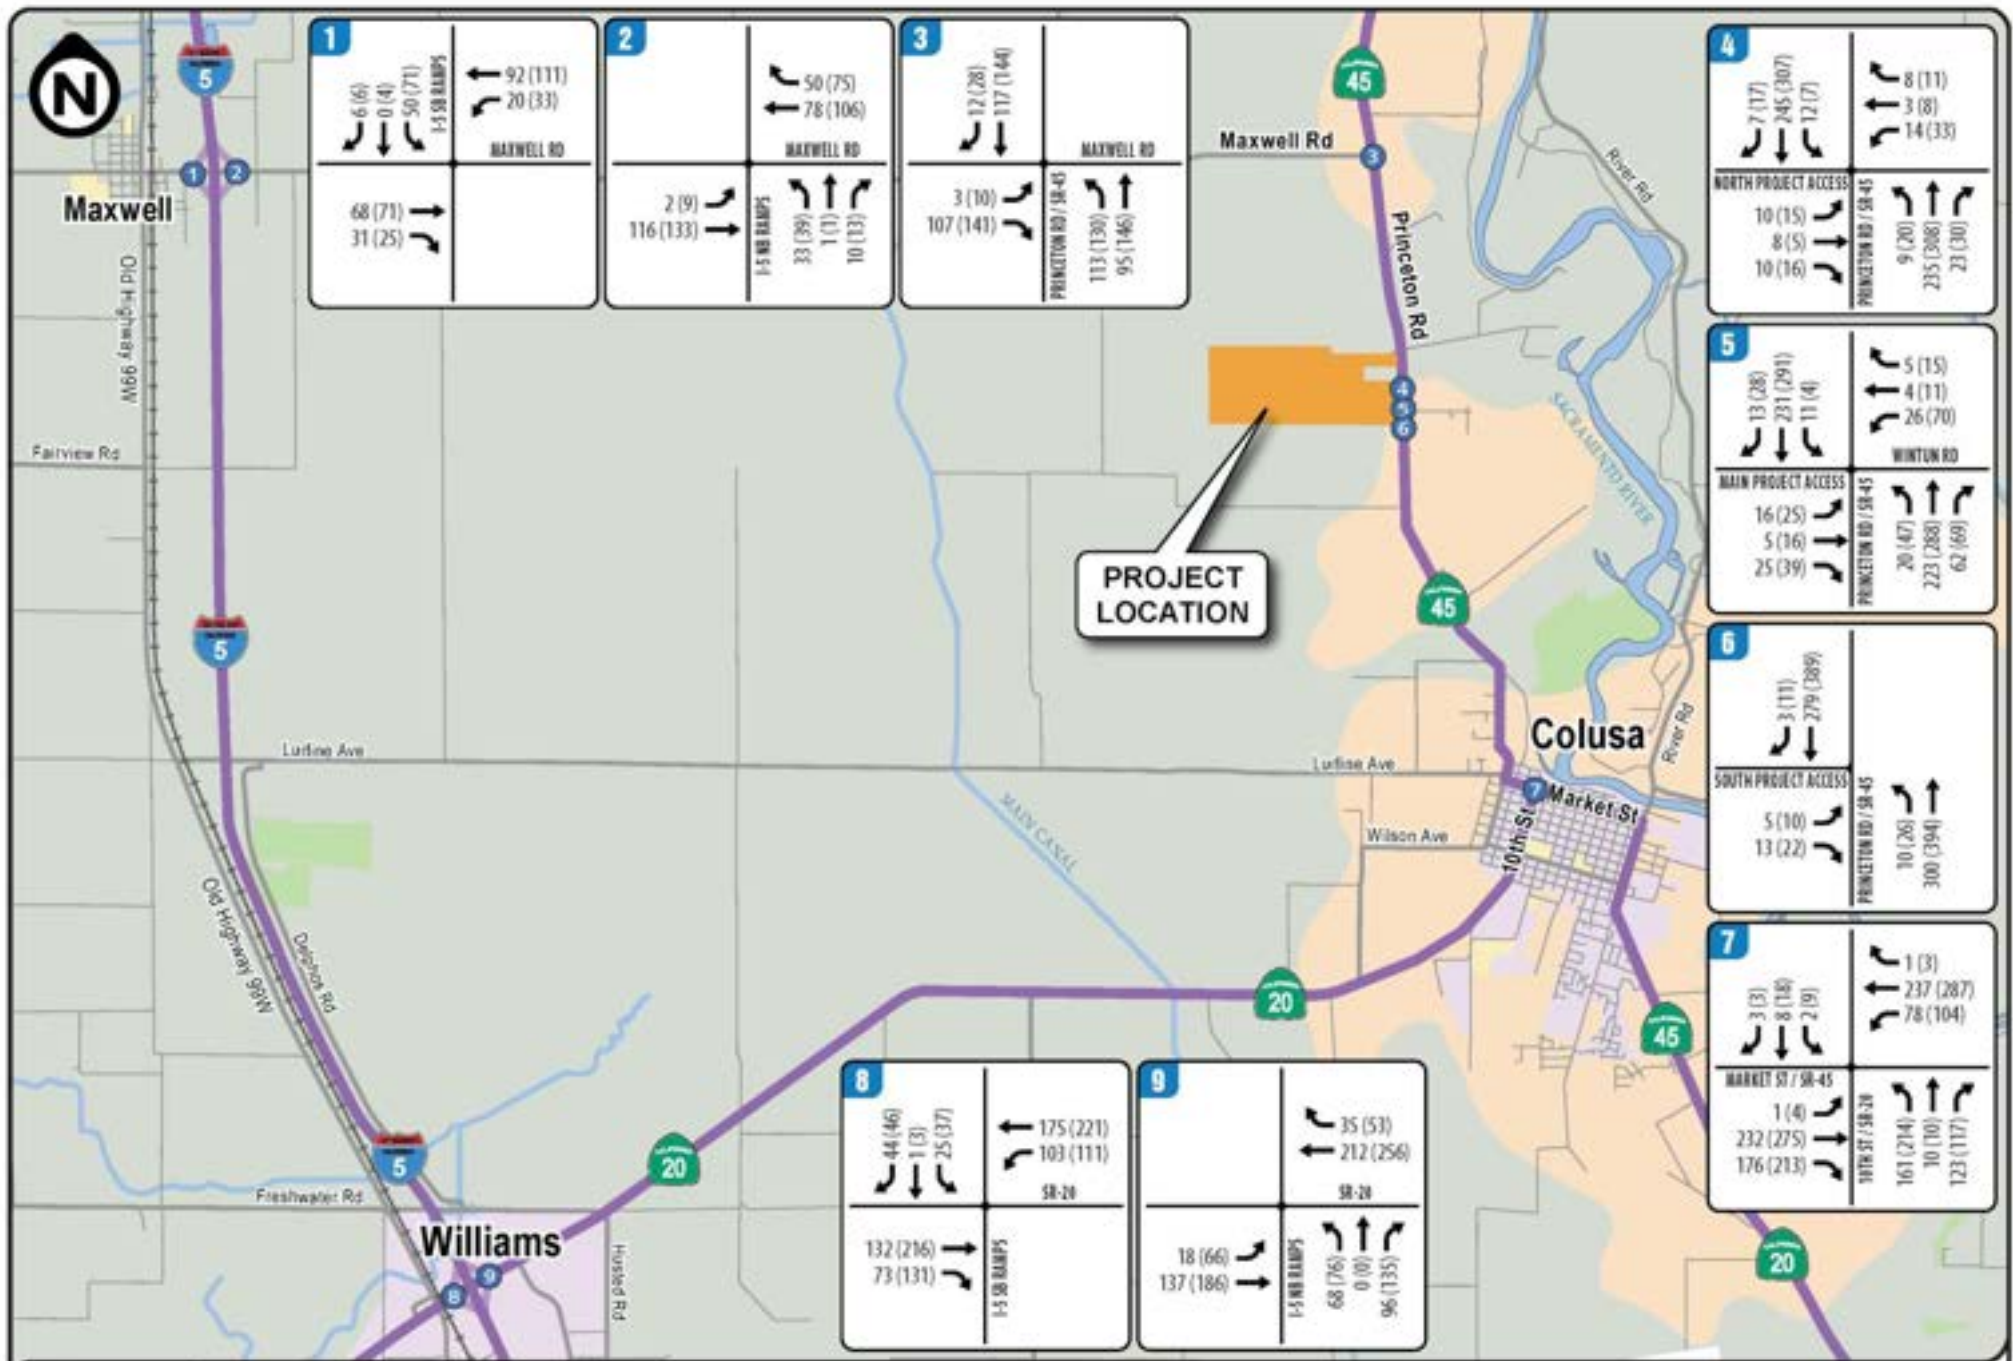 N
5
1
2
Maxwell
1
6 (6)
0 (4)
50 (71)
I-5 SB RAMPS
92 (111)
20 (33)
MAXWELL RD
68 (71)
31 (25)
2
50 (75)
78 (106)
MAXWELL RD
2 (9)
116 (133)
I-5 NB RAMPS
33 (39)
1 (1)
10 (13)
3
12 (28)
117 (144)
MAXWELL RD
3 (10)
107 (141)
PRINCETON RD / SR-45
113 (130)
95 (146)
45
Maxwell Rd
3
River Rd
Princeton Rd
4
7 (17)
245 (307)
12 (7)
8 (11)
3 (8)
14 (33)
NORTH PROJECT ACCESS
10 (15)
8 (5)
10 (16)
PRINCETON RD / SR-45
9 (20)
235 (308)
23 (30)
Old Highway 99W
Fairview Rd
4
5
6
SACRAMENTO RIVER
5
13 (28)
231 (291)
11 (4)
5 (15)
4 (11)
26 (70)
WINTUN RD
MAIN PROJECT ACCESS
16 (25)
5 (16)
25 (39)
PRINCETON RD / SR-45
20 (47)
223 (288)
62 (69)
PROJECT
LOCATION
45
5
6
3 (11)
279 (389)
SOUTH PROJECT ACCESS
5 (10)
13 (22)
PRINCETON RD / SR-45
10 (26)
300 (394)
Colusa
River Rd
Lurline Ave
Lurline Ave
7
Market St
10th St
Wilson Ave
MAIN CANAL
Old Highway 99W
Delphos Rd
20
45
7
3 (3)
8 (18)
2 (9)
1 (3)
237 (287)
78 (104)
MARKET ST / SR-45
1 (4)
232 (275)
176 (213)
10TH ST / SR-20
161 (214)
10 (10)
123 (117)
8
44 (46)
1 (3)
25 (37)
175 (221)
103 (111)
SR-20
132 (216)
73 (131)
I-5 SB RAMPS
9
35 (53)
212 (256)
SR-20
18 (66)
137 (186)
I-5 NB RAMPS
68 (76)
0 (0)
96 (135)
5
20
Freshwater Rd
Williams
Husted Rd
9
8
20